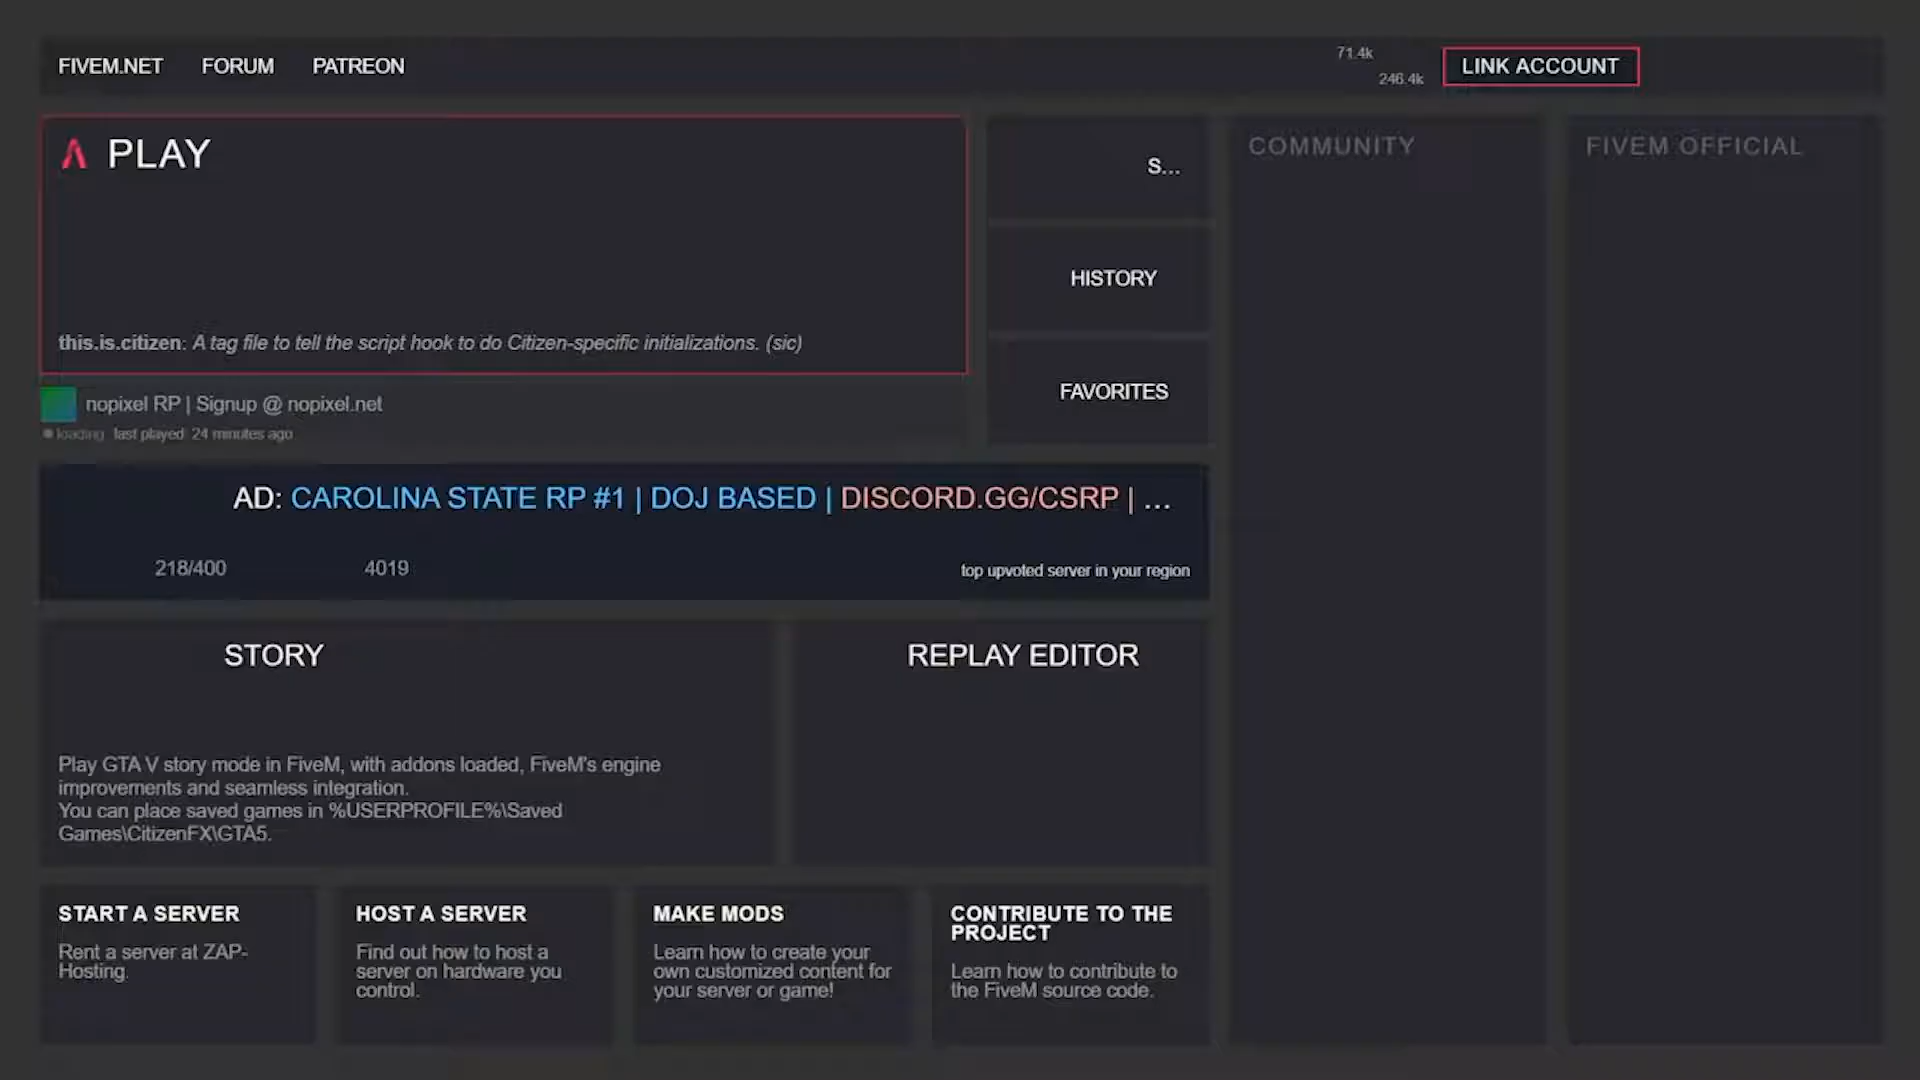 FIVEM.NET FORUM PATREON
71.4k
246.4k
LINK ACCOUNT
PLAY
this.is.citizen: A tag file to tell the script hook to do Citizen-specific initializations. (sic)
nopixel RP | Signup @ nopixel.net
loading last played 24 minutes ago
S...
HISTORY
FAVORITES
AD: CAROLINA STATE RP #1 | DOJ BASED | DISCORD.GG/CSRP | ...
218/400 4019 top upvoted server in your region
STORY
Play GTA V story mode in FiveM, with addons loaded, FiveM's engine
improvements and seamless integration.
You can place saved games in %USERPROFILE%\Saved
Games\CitizenFX\GTA5.
REPLAY EDITOR
START A SERVER
Rent a server at ZAP-
Hosting.
HOST A SERVER
Find out how to host a
server on hardware you
control.
MAKE MODS
Learn how to create your
own customized content for
your server or game!
CONTRIBUTE TO THE
PROJECT
Learn how to contribute to
the FiveM source code.
COMMUNITY
FIVEM OFFICIAL